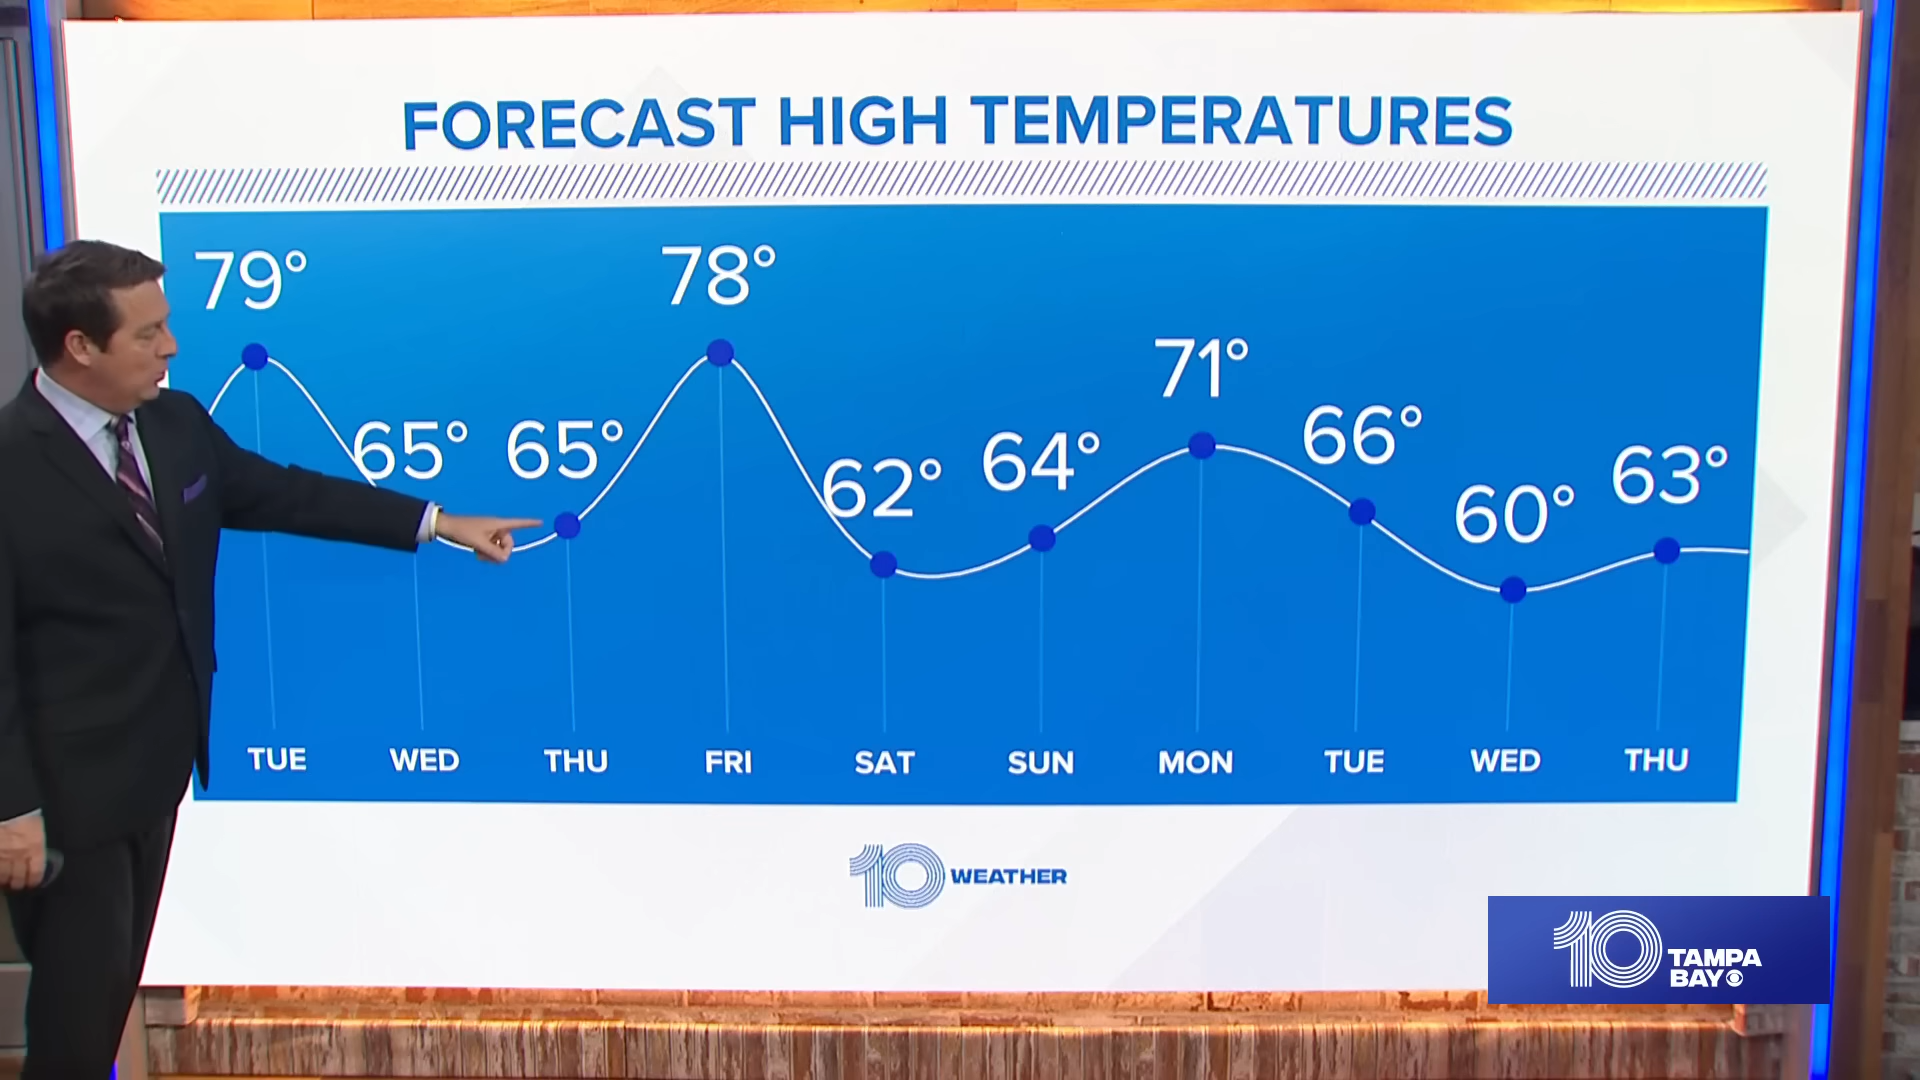 FORECAST HIGH TEMPERATURES
79° 65° 65° 78° 62° 64° 71° 66° 60° 63°
TUE WED THU FRI SAT SUN MON TUE WED THU
10 WEATHER
10 TAMPA
BAY